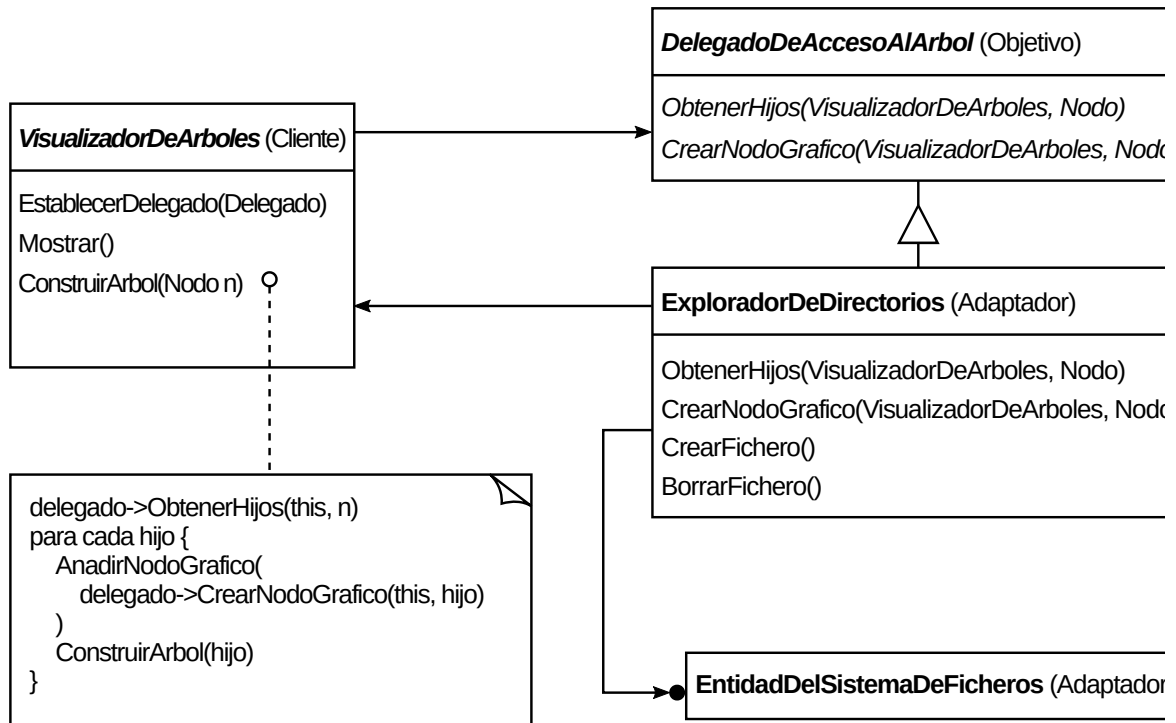 DelegadoDeAccesoAlArbol (Objetivo)
ObtenerHijos(VisualizadorDeArboles, Nodo)
CrearNodoGrafico(VisualizadorDeArboles, Nodo
VisualizadorDeArboles (Cliente)
EstablecerDelegado(Delegado)
Mostrar()
ConstruirArbol(Nodo n)
ExploradorDeDirectorios (Adaptador)
ObtenerHijos(VisualizadorDeArboles, Nodo)
CrearNodoGrafico(VisualizadorDeArboles, Nodo
CrearFichero()
BorrarFichero()
delegado->ObtenerHijos(this, n)
para cada hijo {
AnadirNodoGrafico(
delegado->CrearNodoGrafico(this, hijo)
)
ConstruirArbol(hijo)
}
EntidadDelSistemaDeFicheros (Adaptador